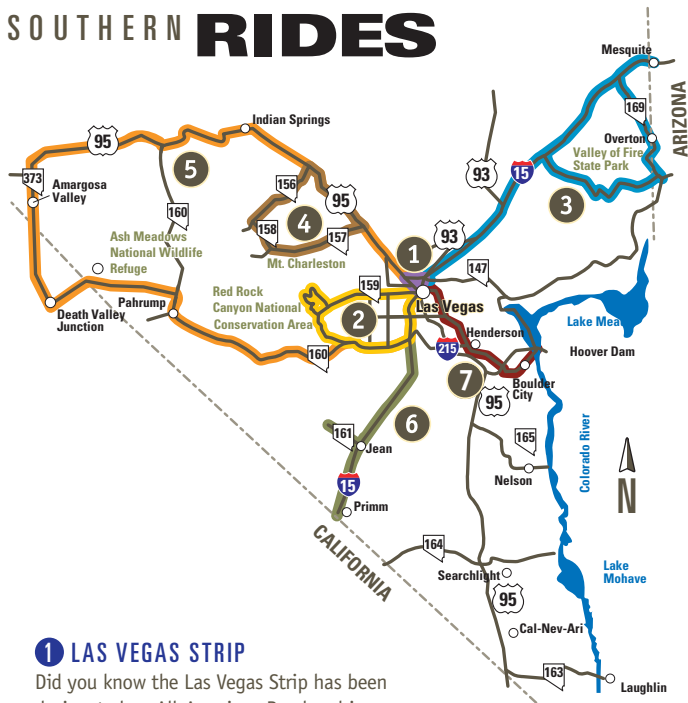 SOUTHERN RIDES
Mesquite
ARIZONA
169
Overton
Valley of Fire
State Park
15
3
93
93
Indian Springs
95
5
373
Amargosa
Valley
160
156
95
4
158
157
Mt. Charleston
Ash Meadows
National Wildlife
Refuge
1
147
159
Las Vegas
Red Rock
Canyon National
Conservation Area
2
Death Valley
Junction
Pahrump
160
Henderson
215
Lake Mead
Hoover Dam
Boulder
City
7
95
6
161
Jean
15
Primm
165
Nelson
Colorado River
N
CALIFORNIA
164
Searchlight
95
Lake
Mohave
Cal-Nev-Ari
163
Laughlin
1 LAS VEGAS STRIP
Did you know the Las Vegas Strip has been